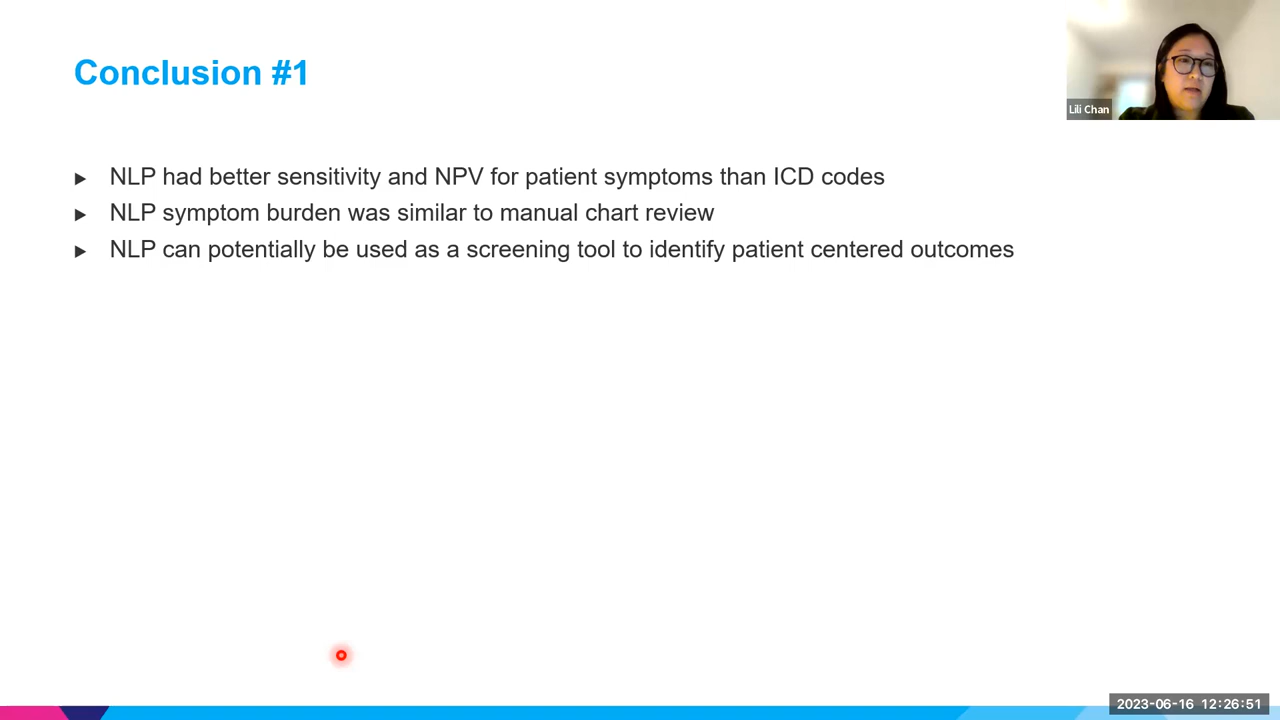 Conclusion #1
Lili Chan
▶ NLP had better sensitivity and NPV for patient symptoms than ICD codes
▶ NLP symptom burden was similar to manual chart review
▶ NLP can potentially be used as a screening tool to identify patient centered outcomes
2023-06-16 12:26:51